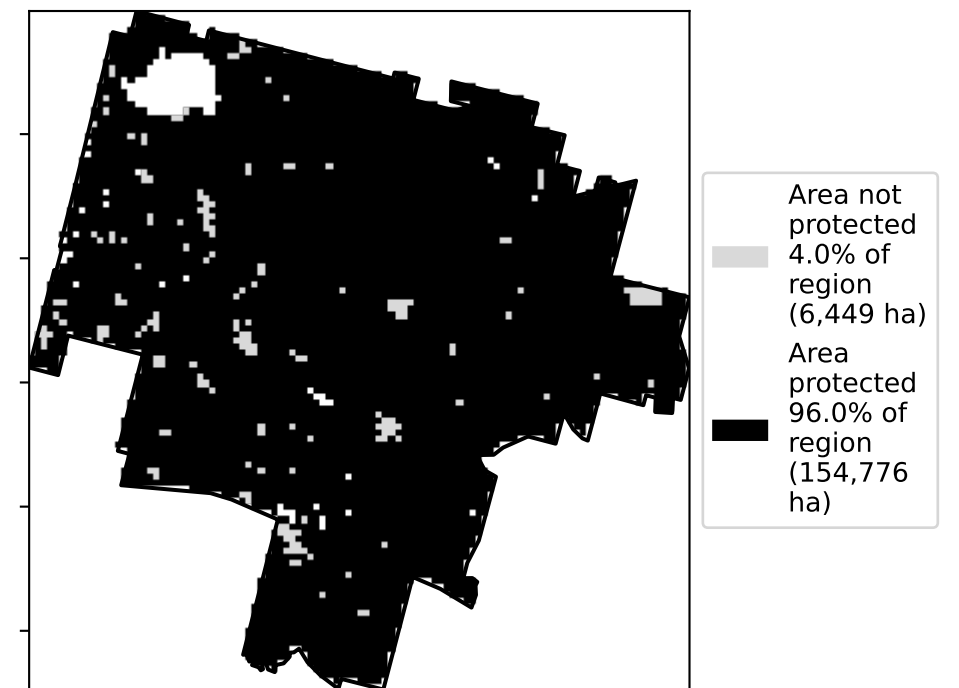 Area not
protected
4.0% of
region
(6,449 ha)
Area
protected
96.0% of
region
(154,776
ha)